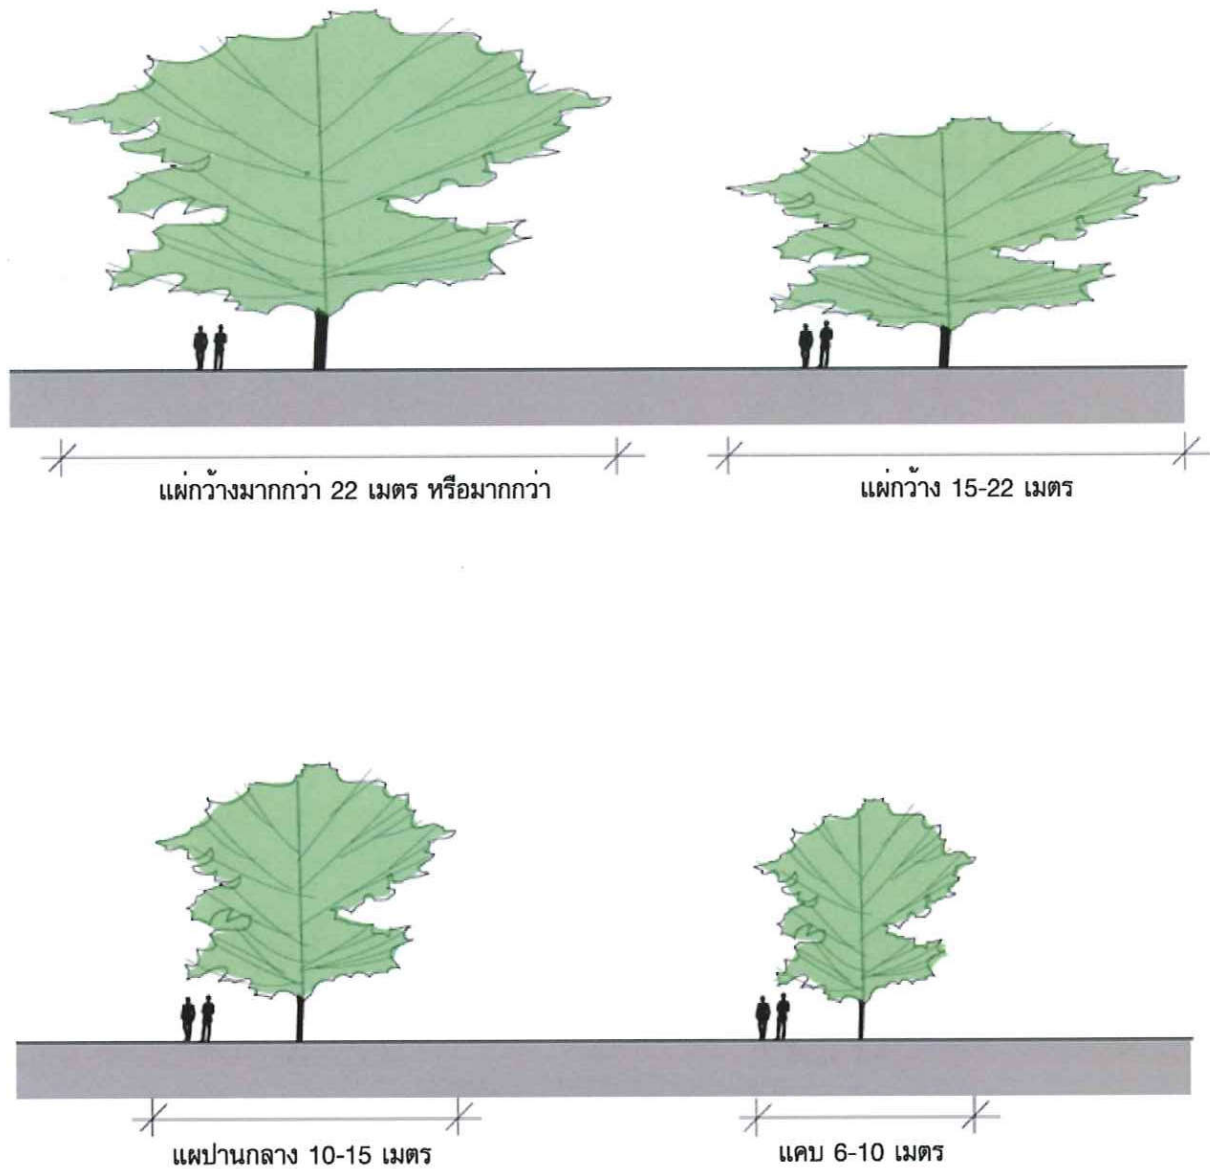 แผ่กว้างมากกว่า 22 เมตร หรือมากกว่า
แผ่กว้าง 15-22 เมตร
แผปานกลาง 10-15 เมตร
แคบ 6-10 เมตร